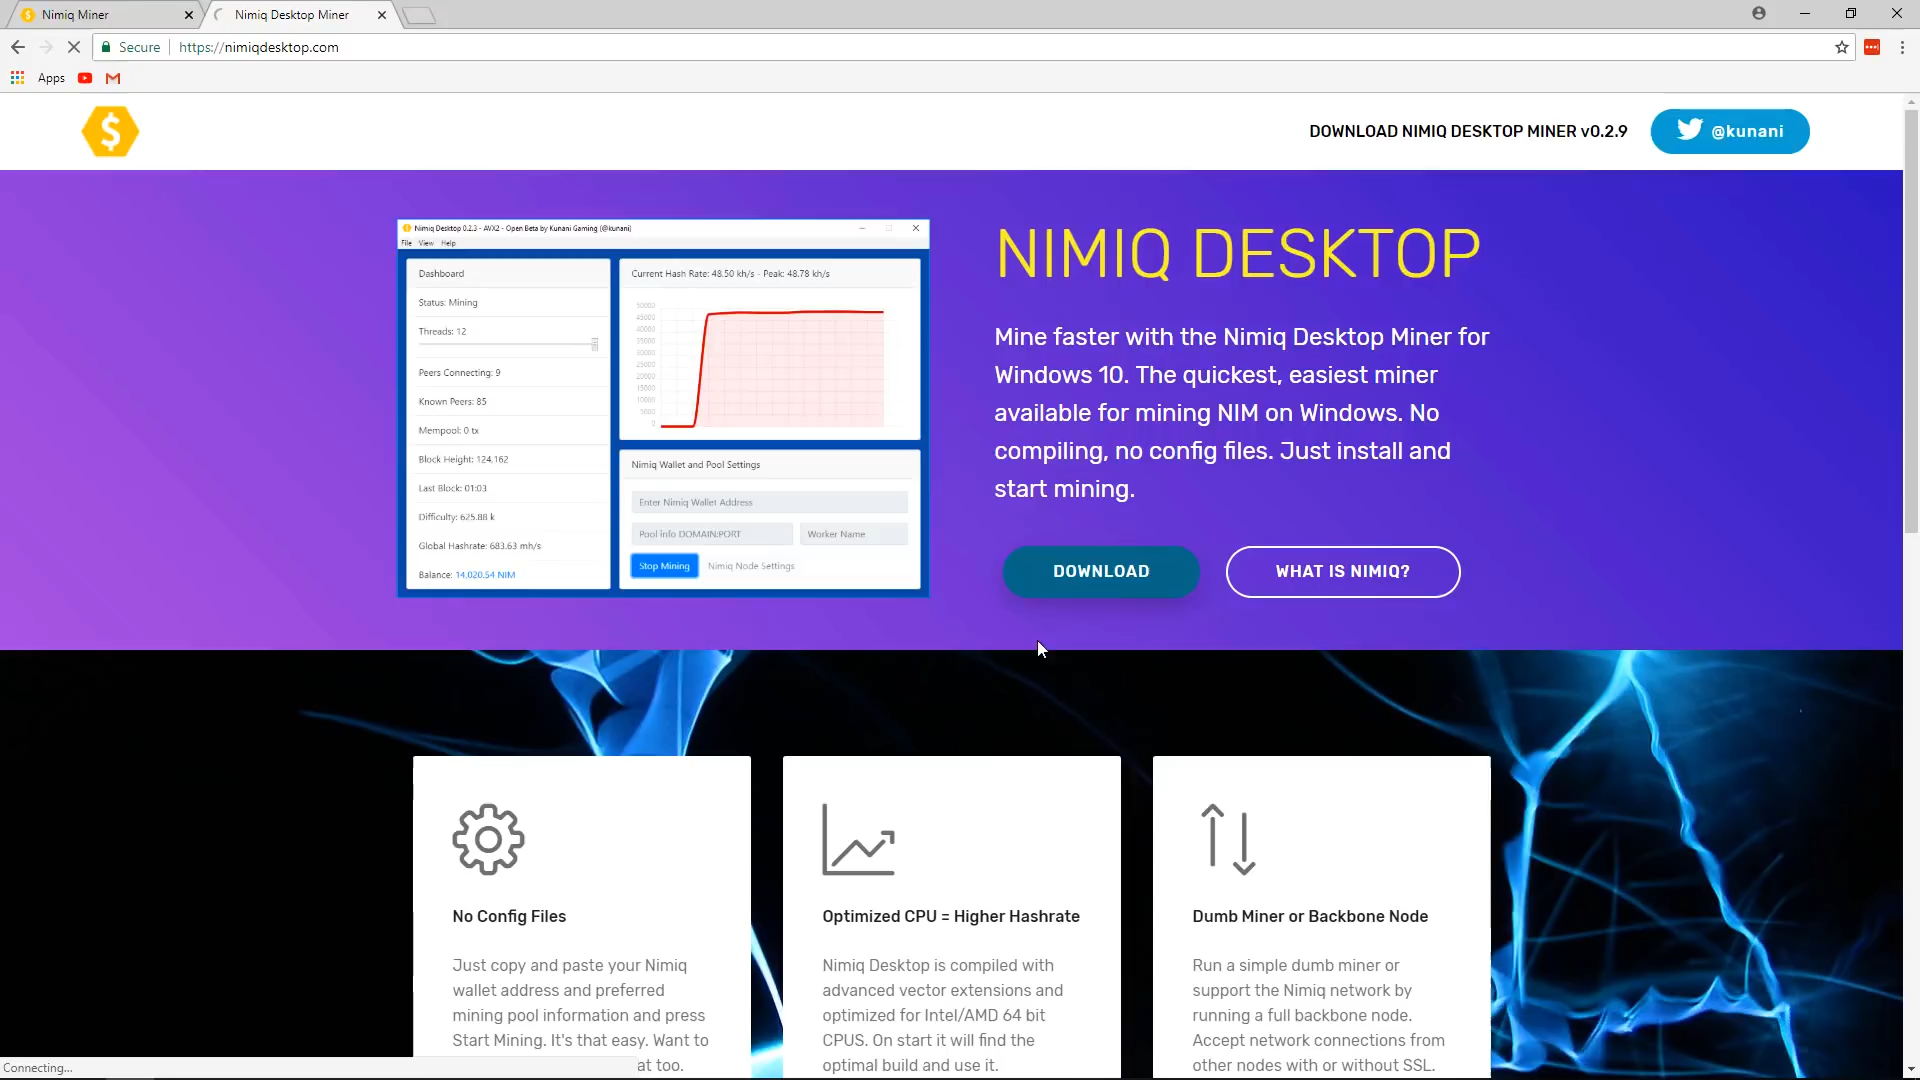 Nimiq Miner
Nimiq Desktop Miner
Secure
https://nimiqdesktop.com
Apps
$
DOWNLOAD NIMIQ DESKTOP MINER v0.2.9
@kunani
Nimiq Desktop 0.2.3 - AVX2 - Open Beta by Kunani Gaming (@kunani)
File View Help
Dashboard
Status: Mining
Threads: 12
Peers Connecting: 9
Known Peers: 85
Mempool: 0 tx
Block Height: 124,162
Last Block: 01:03
Difficulty: 625.88 k
Global Hashrate: 683.63 mh/s
Balance: 14,020.54 NIM
Current Hash Rate: 48.50 kh/s - Peak: 48.78 kh/s
50000
45000
40000
35000
30000
25000
20000
15000
10000
5000
0
Nimiq Wallet and Pool Settings
Enter Nimiq Wallet Address
Pool info DOMAIN:PORT
Worker Name
Stop Mining
Nimiq Node Settings
NIMIQ DESKTOP
Mine faster with the Nimiq Desktop Miner for
Windows 10. The quickest, easiest miner
available for mining NIM on Windows. No
compiling, no config files. Just install and
start mining.
DOWNLOAD
WHAT IS NIMIQ?
No Config Files
Just copy and paste your Nimiq
wallet address and preferred
mining pool information and press
Start Mining. It's that easy. Want to
at too.
Optimized CPU = Higher Hashrate
Nimiq Desktop is compiled with
advanced vector extensions and
optimized for Intel/AMD 64 bit
CPUS. On start it will find the
optimal build and use it.
Dumb Miner or Backbone Node
Run a simple dumb miner or
support the Nimiq network by
running a full backbone node.
Accept network connections from
other nodes with or without SSL.
Connecting...